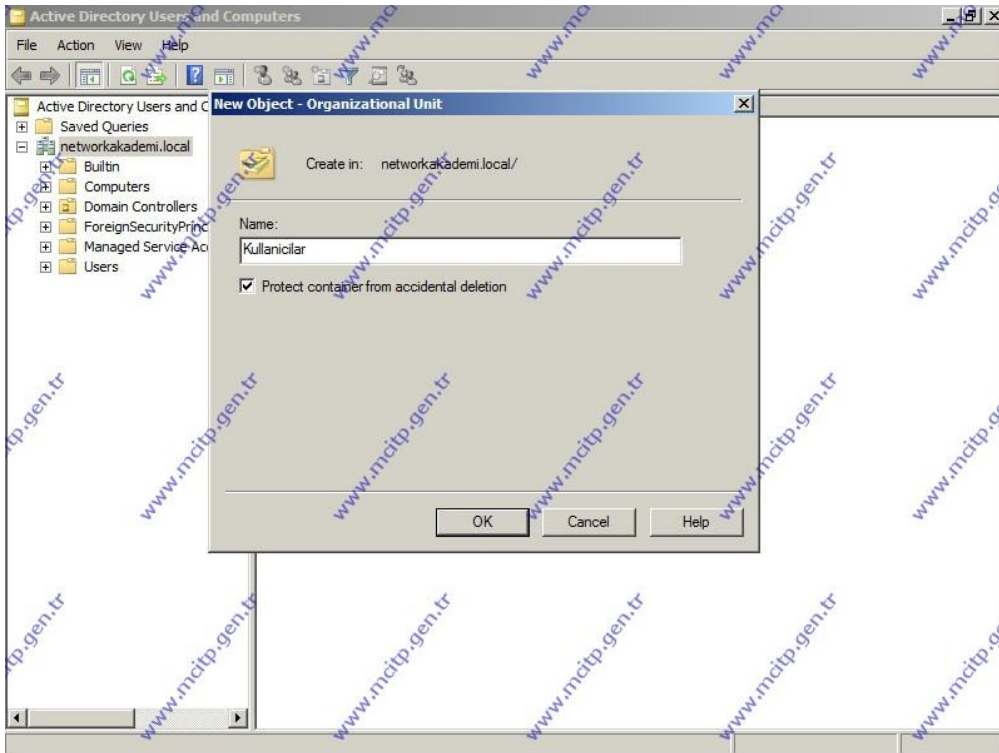 Active Directory Users and Computers
File Action View Help
Active Directory Users and C
Saved Queries
networkakademi.local
Builtin
Computers
Domain Controllers
ForeignSecurityPrinc
Managed Service Acc
Users
New Object - Organizational Unit
Create in: networkakademi.local/
Name:
Kullanicilar
Protect container from accidental deletion
OK Cancel Help
www.mcitp.gen.tr